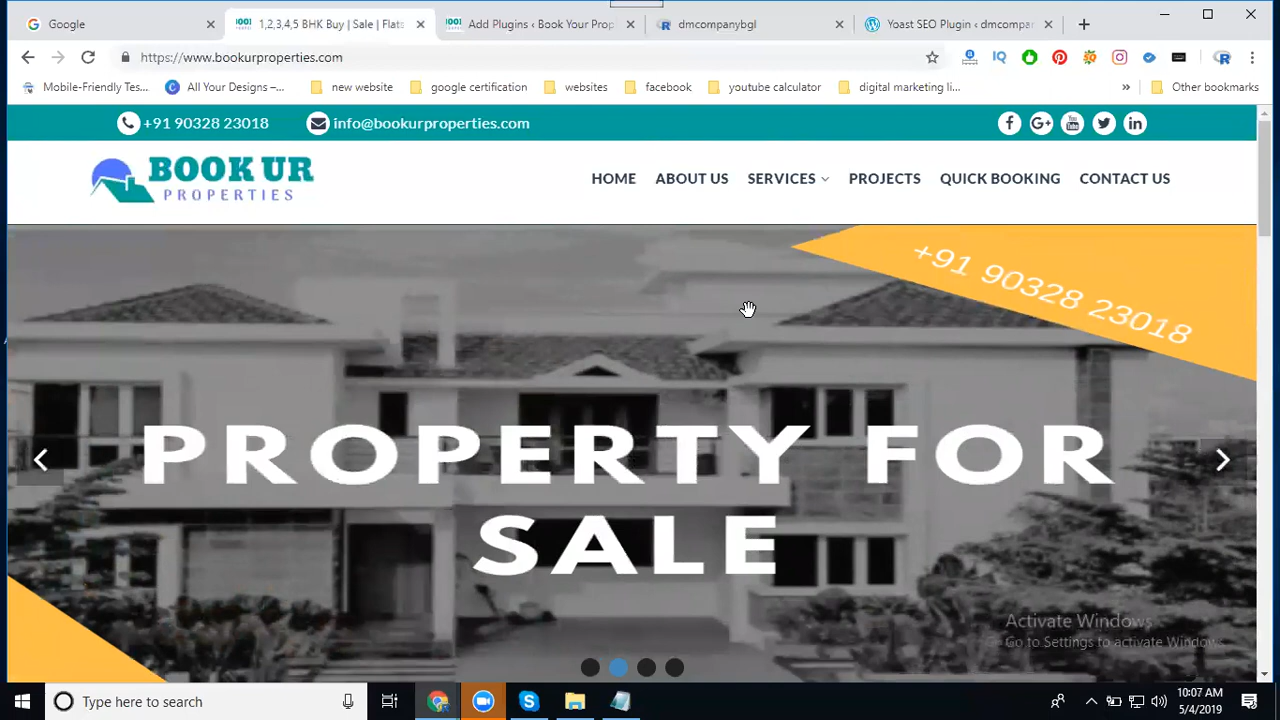 Google
1,2,3,4,5 BHK Buy | Sale | Flats
Add Plugins ‹ Book Your Prop
dmcompanybgl
Yoast SEO Plugin ‹ dmcompar
https://www.bookurproperties.com
Mobile-Friendly Tes...
All Your Designs –...
new website
google certification
websites
facebook
youtube calculator
digital marketing li...
»
Other bookmarks
+91 90328 23018
info@bookurproperties.com
BOOK UR
PROPERTIES
HOME
ABOUT US
SERVICES
PROJECTS
QUICK BOOKING
CONTACT US
+91 90328 23018
PROPERTY FOR
SALE
Activate Windows
Go to Settings to activate Windows.
Type here to search
10:07 AM
5/4/2019